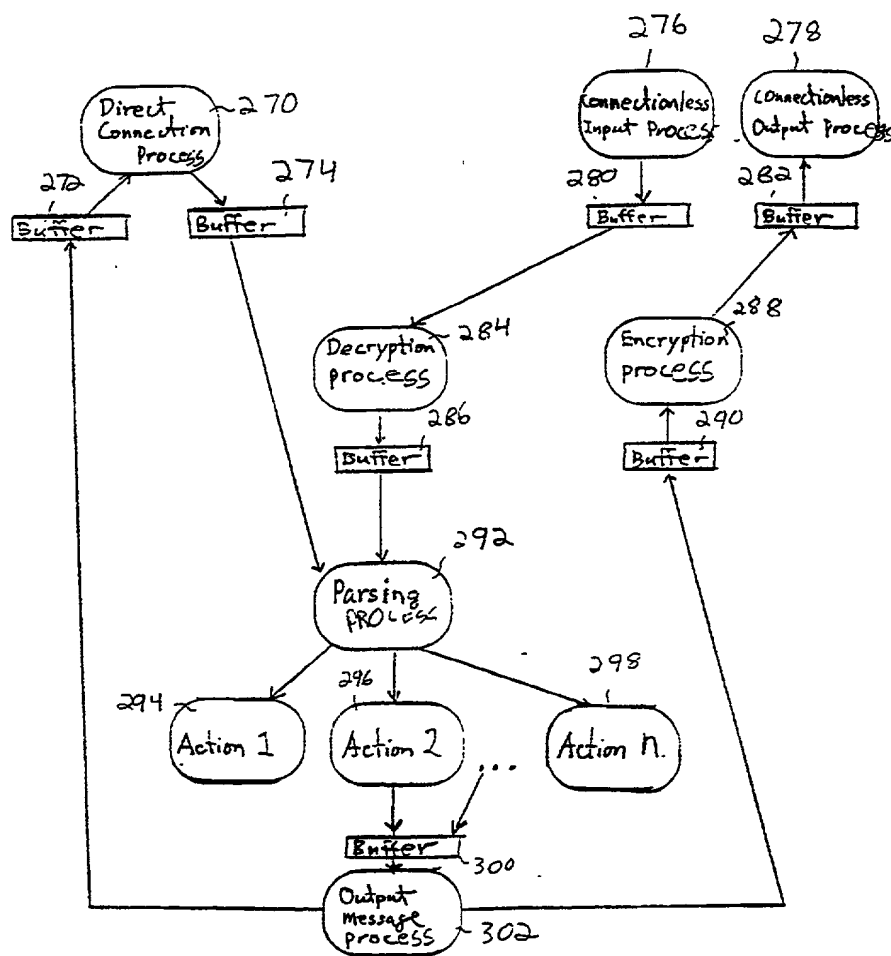 276
278
Direct
Connection
Process
270
Connectionless
Input Process
Connectionless
Output Process
272
274
280
282
Buffer
Buffer
Buffer
Buffer
284
288
Decryption
process
Encryption
process
286
290
Buffer
Buffer
292
Parsing
PROCESS
294
296
298
Action 1
Action 2
...
Action n.
Buffer
300
Output
Message
process
302